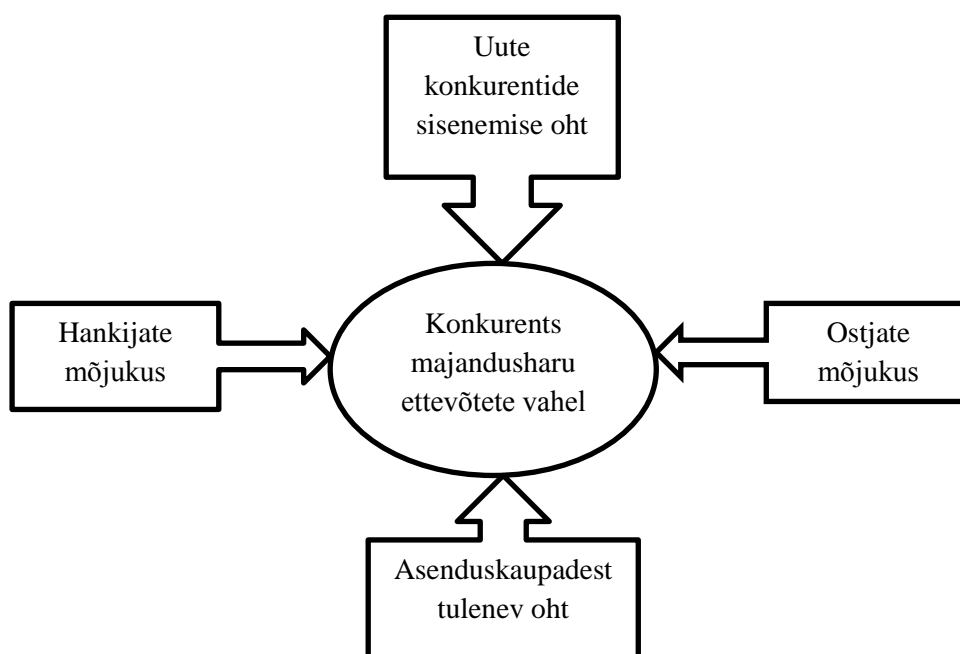 Uute
konkurentide
sisenemise oht
Hankijate
mõjukus
Konkurents
majandusharu
ettevõtete vahel
Ostjate
mõjukus
Asenduskaupadest
tulenev oht